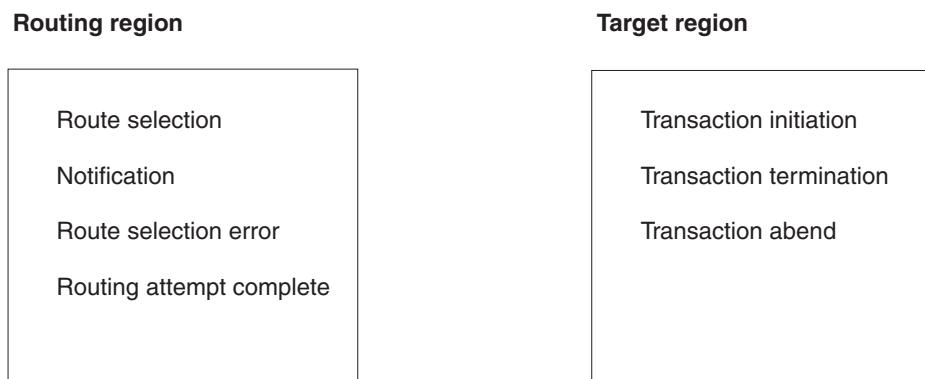 Routing region
Route selection
Notification
Route selection error
Routing attempt complete
Target region
Transaction initiation
Transaction termination
Transaction abend